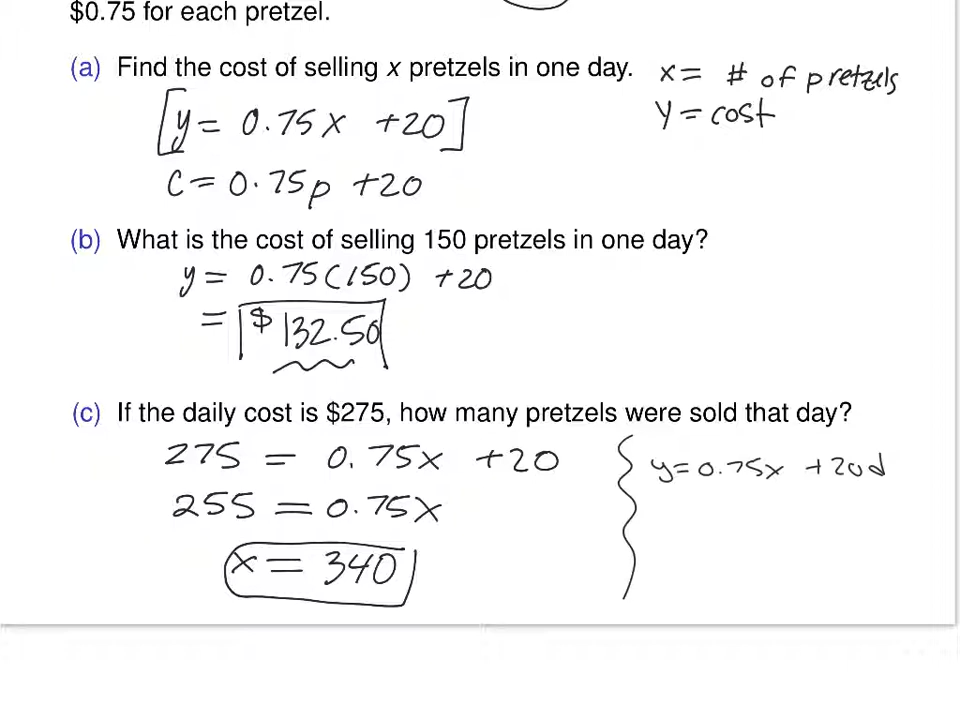 $0.75 for each pretzel.
(a) Find the cost of selling x pretzels in one day.
x = # of pretzels
y = cost
[y = 0.75x +20]
C = 0.75p +20
(b) What is the cost of selling 150 pretzels in one day?
y = 0.75(150) +20
= $132.50
(c) If the daily cost is $275, how many pretzels were sold that day?
275 = 0.75x +20
y=0.75x +20d
255 = 0.75x
x = 340